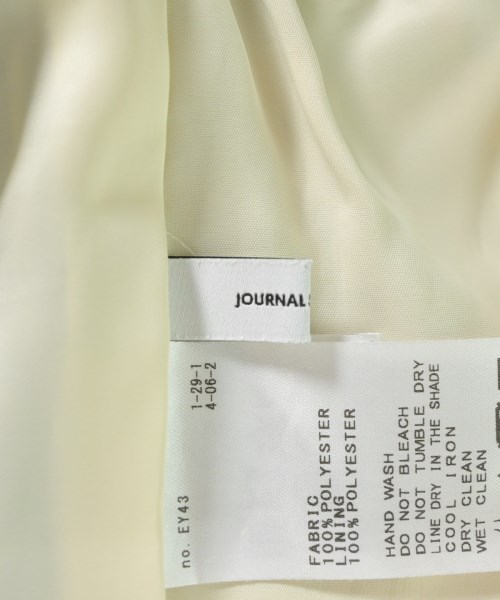 JOURNAL
1-29-1
4-06-2
no. EY43
FABRIC
100% POLYESTER
LINING
100% POLYESTER
HAND WASH
DO NOT BLEACH
DO NOT TUMBLE DRY
LINE DRY IN THE SHADE
COOL IRON
DRY CLEAN
WET CLEAN